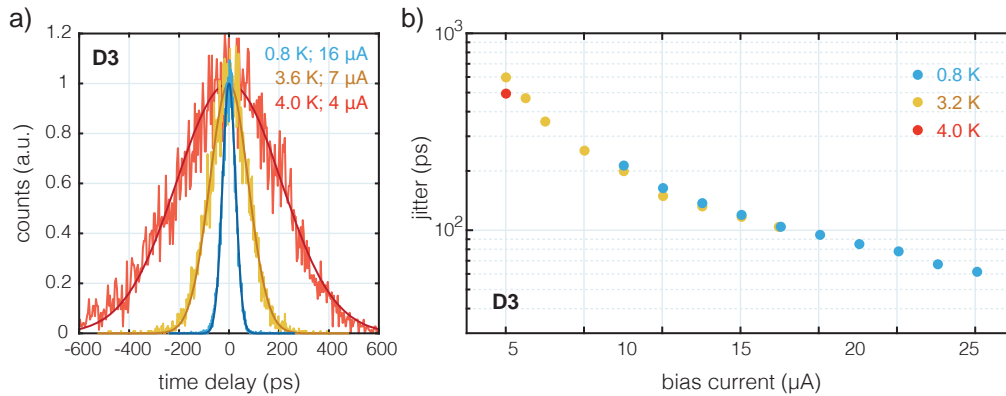 a)
D3
0.8 K; 16 µA
3.6 K; 7 µA
4.0 K; 4 µA
1.2
1
0.8
0.6
0.4
0.2
0
counts (a.u.)
-600 -400 -200 0 200 400 600
time delay (ps)
b)
10³
10²
jitter (ps)
0.8 K
3.2 K
4.0 K
D3
5 10 15 20 25
bias current (µA)